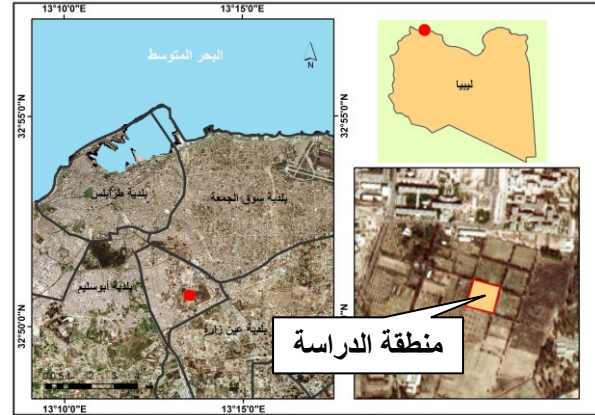 13°10'0"E
13°15'0"E
البحر المتوسط
N
32°55'0"N
32°55'0"N
ليبيا
بلدية طرابلس
بلدية سوق الجمعة
بلدية أبوسليم
بلدية عين زارة
32°50'0"N
32°50'0"N
منطقة الدراسة
13°10'0"E
13°15'0"E